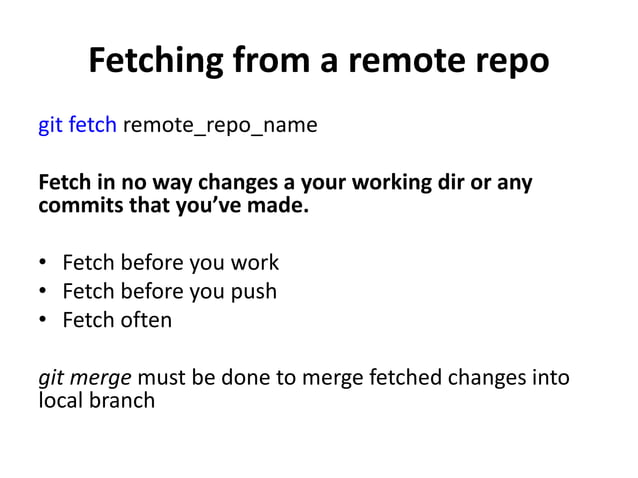 Fetching from a remote repo
git fetch remote_repo_name
Fetch in no way changes a your working dir or any
commits that you’ve made.
• Fetch before you work
• Fetch before you push
• Fetch often
git merge must be done to merge fetched changes into
local branch